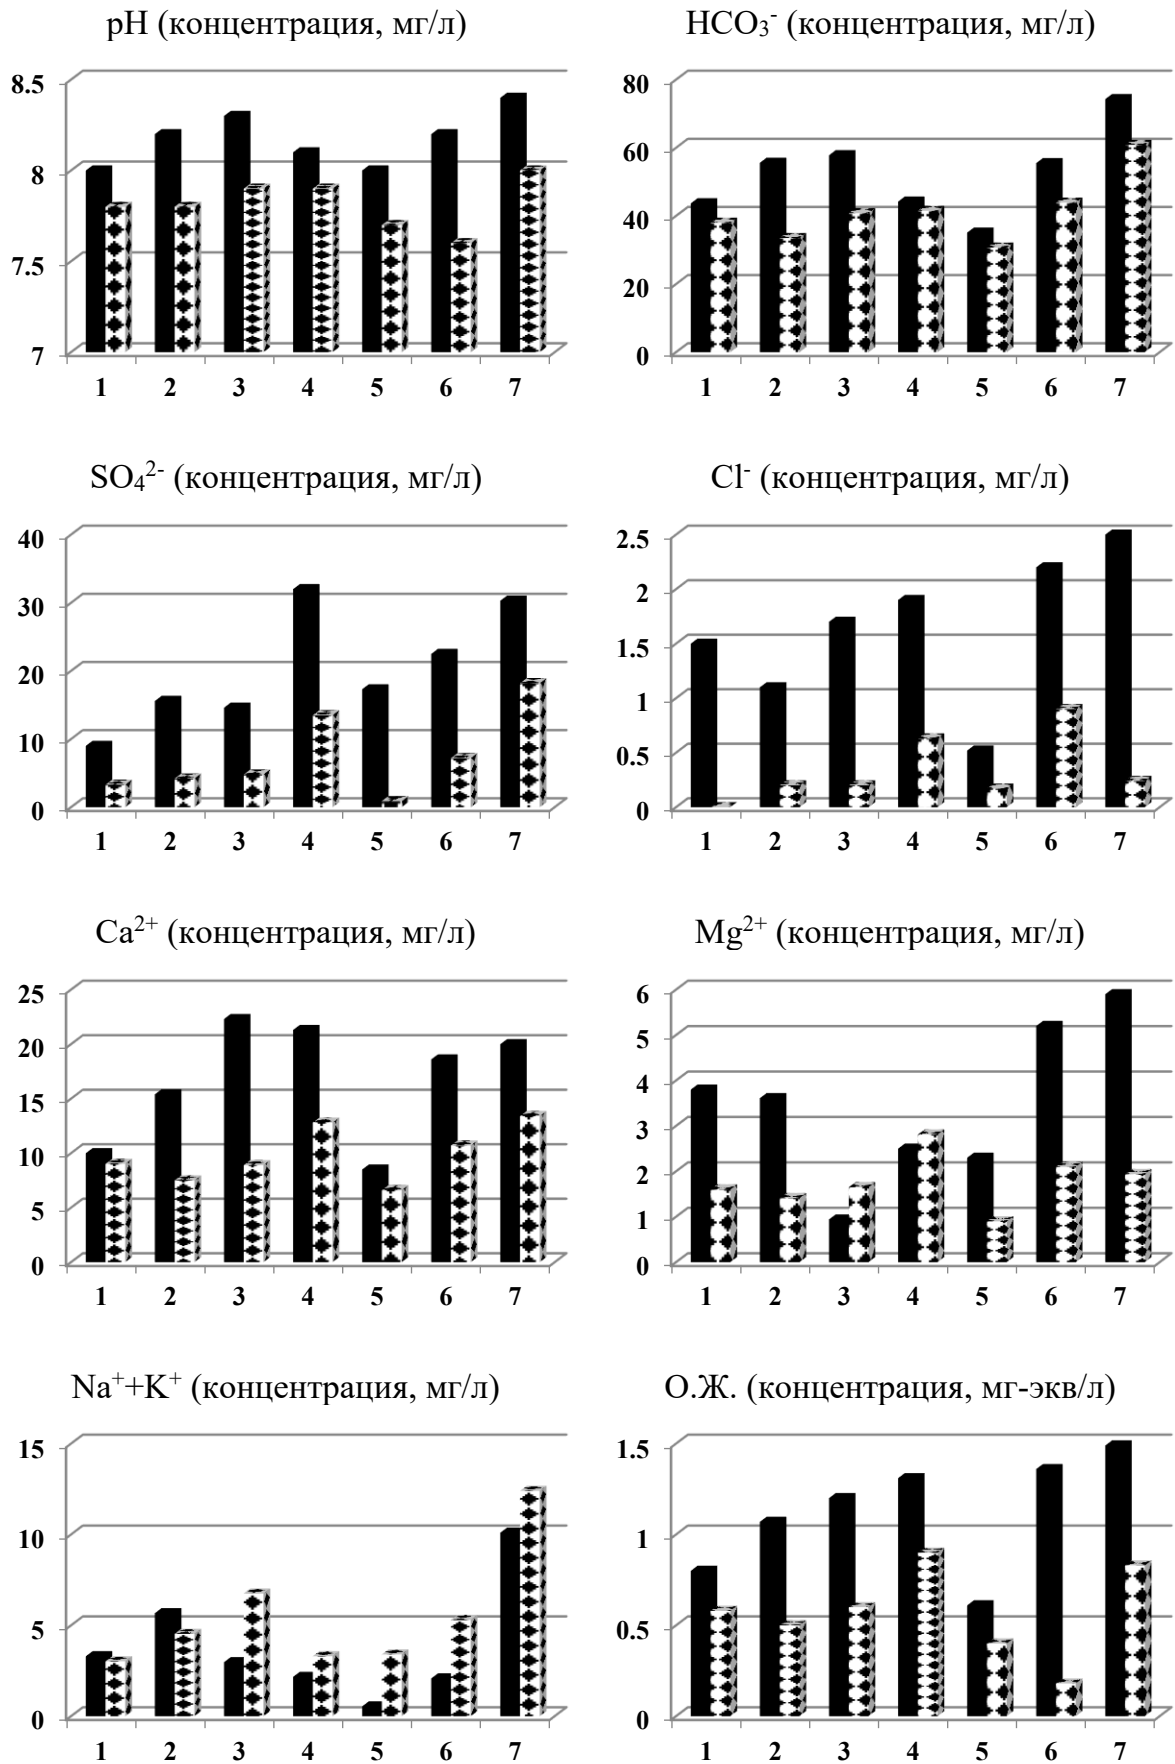 pH (концентрация, мг/л)
8.5
8
7.5
7
1 2 3 4 5 6 7
HCO₃⁻ (концентрация, мг/л)
80
60
40
20
0
1 2 3 4 5 6 7
SO₄²⁻ (концентрация, мг/л)
40
30
20
10
0
1 2 3 4 5 6 7
Cl⁻ (концентрация, мг/л)
2.5
2
1.5
1
0.5
0
1 2 3 4 5 6 7
Ca²⁺ (концентрация, мг/л)
25
20
15
10
5
0
1 2 3 4 5 6 7
Mg²⁺ (концентрация, мг/л)
6
5
4
3
2
1
0
1 2 3 4 5 6 7
Na⁺+K⁺ (концентрация, мг/л)
15
10
5
0
1 2 3 4 5 6 7
О.Ж. (концентрация, мг-экв/л)
1.5
1
0.5
0
1 2 3 4 5 6 7